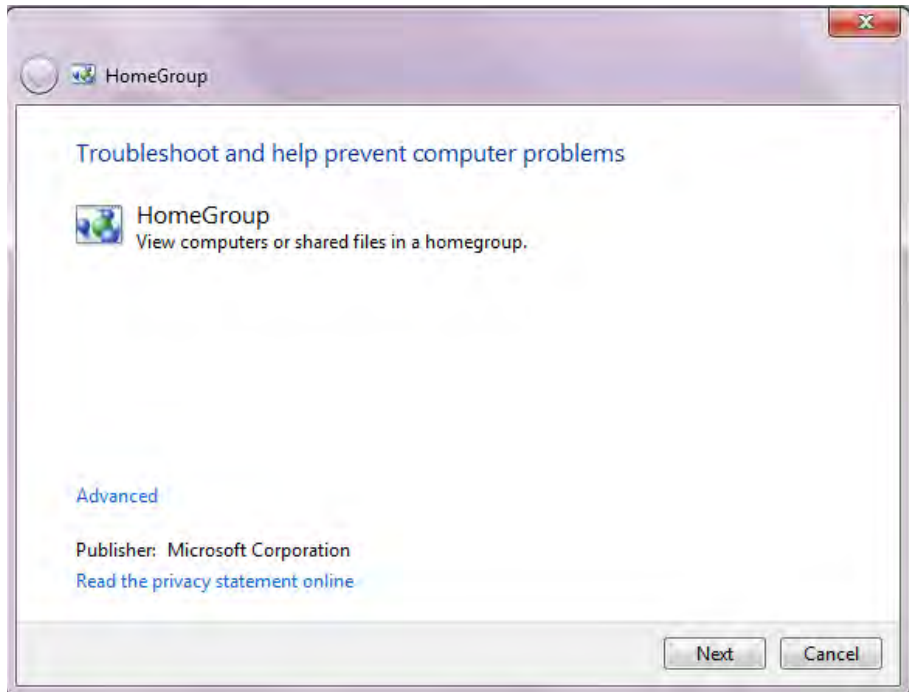 HomeGroup
Troubleshoot and help prevent computer problems
HomeGroup
View computers or shared files in a homegroup.
Advanced
Publisher: Microsoft Corporation
Read the privacy statement online
Next Cancel